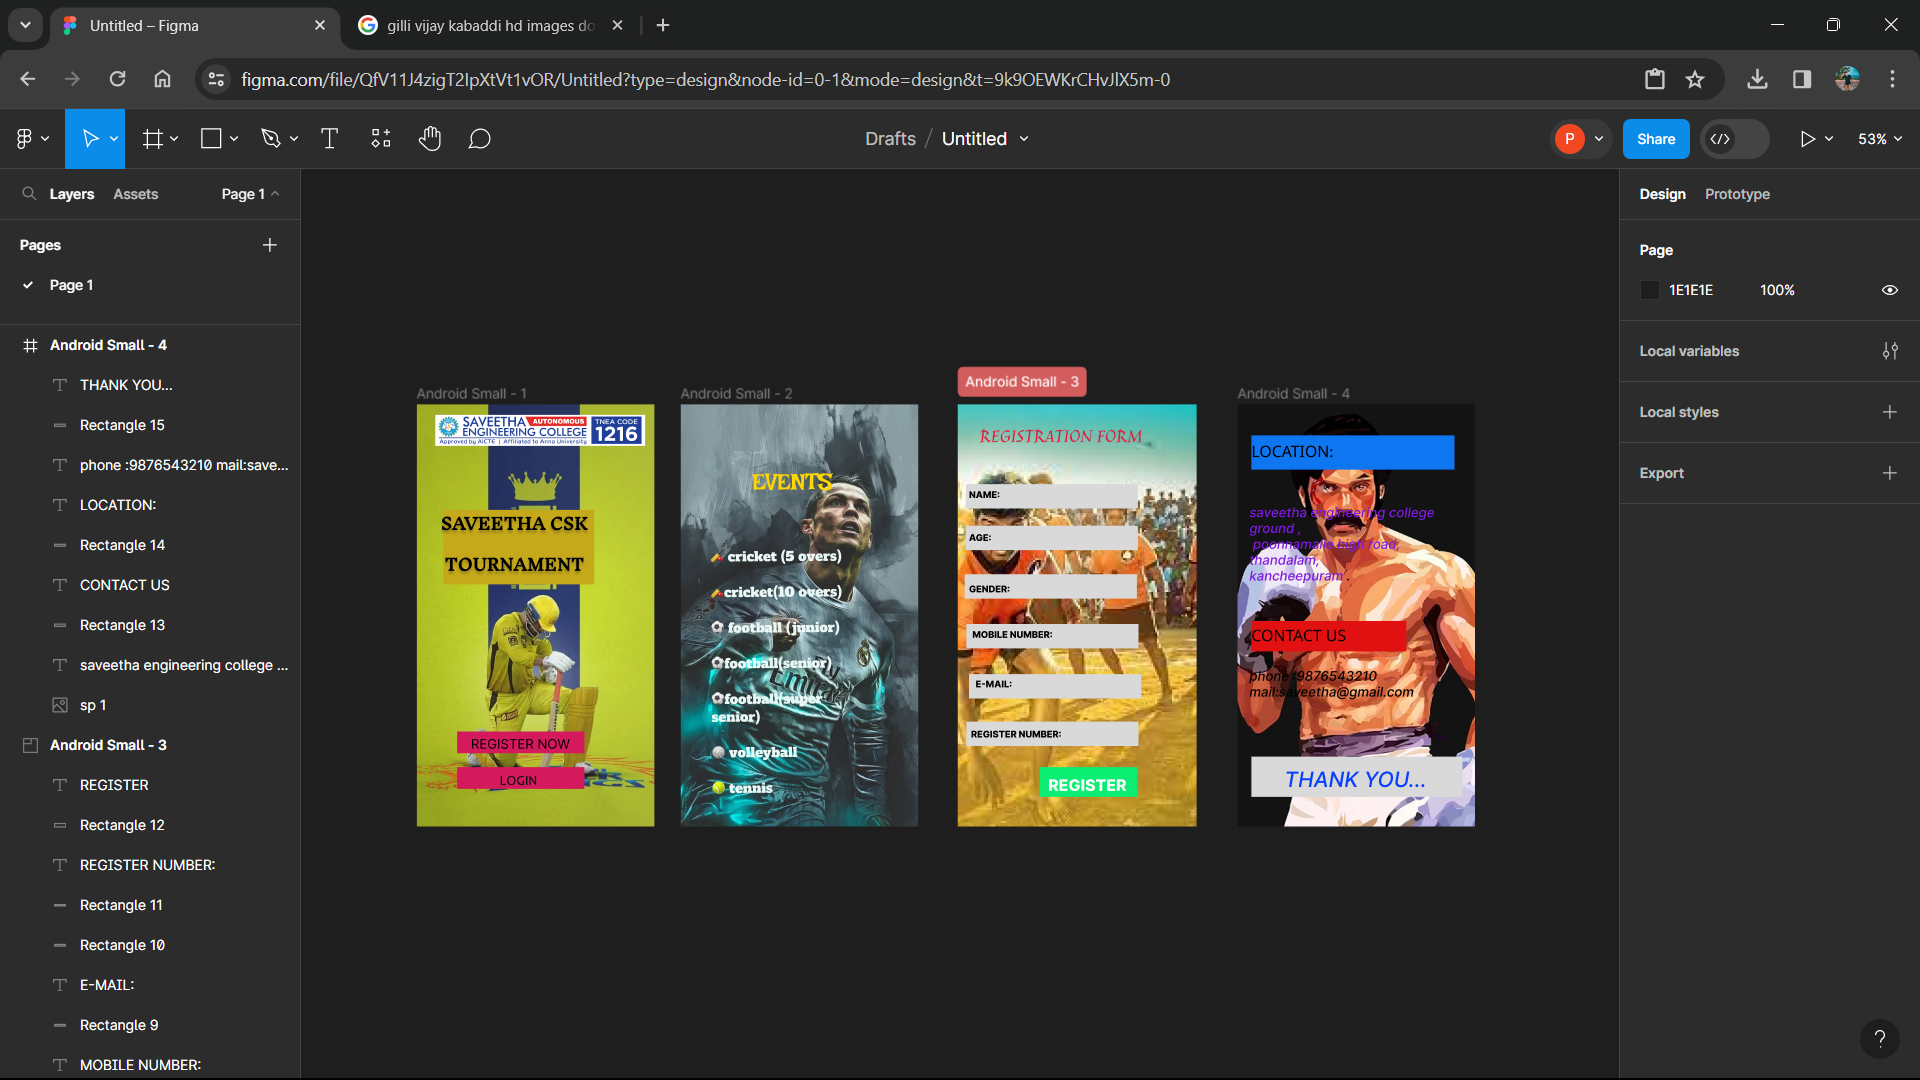 Untitled – Figma
gilli vijay kabaddi hd images do
figma.com/file/QfV11J4zigT2IpXtVt1vOR/Untitled?type=design&node-id=0-1&mode=design&t=9k9OEWKrCHvJlX5m-0
Drafts / Untitled
P
Share
53%
Layers
Assets
Page 1
Design
Prototype
Pages
Page 1
Android Small - 4
THANK YOU...
Rectangle 15
phone :9876543210 mail:save...
LOCATION:
Rectangle 14
CONTACT US
Rectangle 13
saveetha engineering college ...
sp 1
Android Small - 3
REGISTER
Rectangle 12
REGISTER NUMBER:
Rectangle 11
Rectangle 10
E-MAIL:
Rectangle 9
MOBILE NUMBER:
Android Small - 1
SAVEETHA AUTONOMOUS
ENGINEERING COLLEGE
Approved by AICTE | Affiliated to Anna University
TNEA CODE
1216
SAVEETHA CSK
TOURNAMENT
REGISTER NOW
LOGIN
Android Small - 2
EVENTS
cricket (5 overs)
cricket(10 overs)
football (junior)
football(senior)
football(super
senior)
volleyball
tennis
Fly
Emirates
Android Small - 3
REGISTRATION FORM
NAME:
AGE:
GENDER:
MOBILE NUMBER:
E-MAIL:
REGISTER NUMBER:
REGISTER
Android Small - 4
LOCATION:
saveetha engineering college
ground ,
poonnamalle high road,
thandalam,
kancheepuram .
CONTACT US
phone :9876543210
mail:saveetha@gmail.com
THANK YOU...
Page
1E1E1E
100%
Local variables
Local styles
Export
?